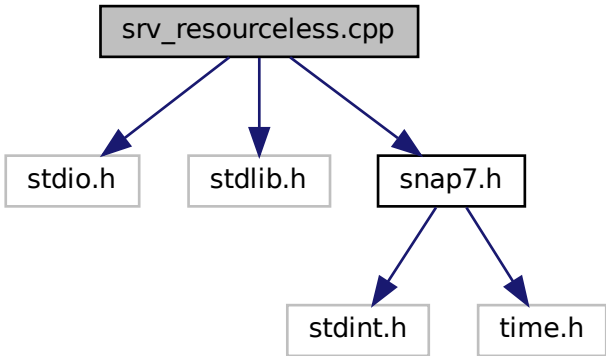 srv_resourceless.cpp
stdio.h
stdlib.h
snap7.h
stdint.h
time.h